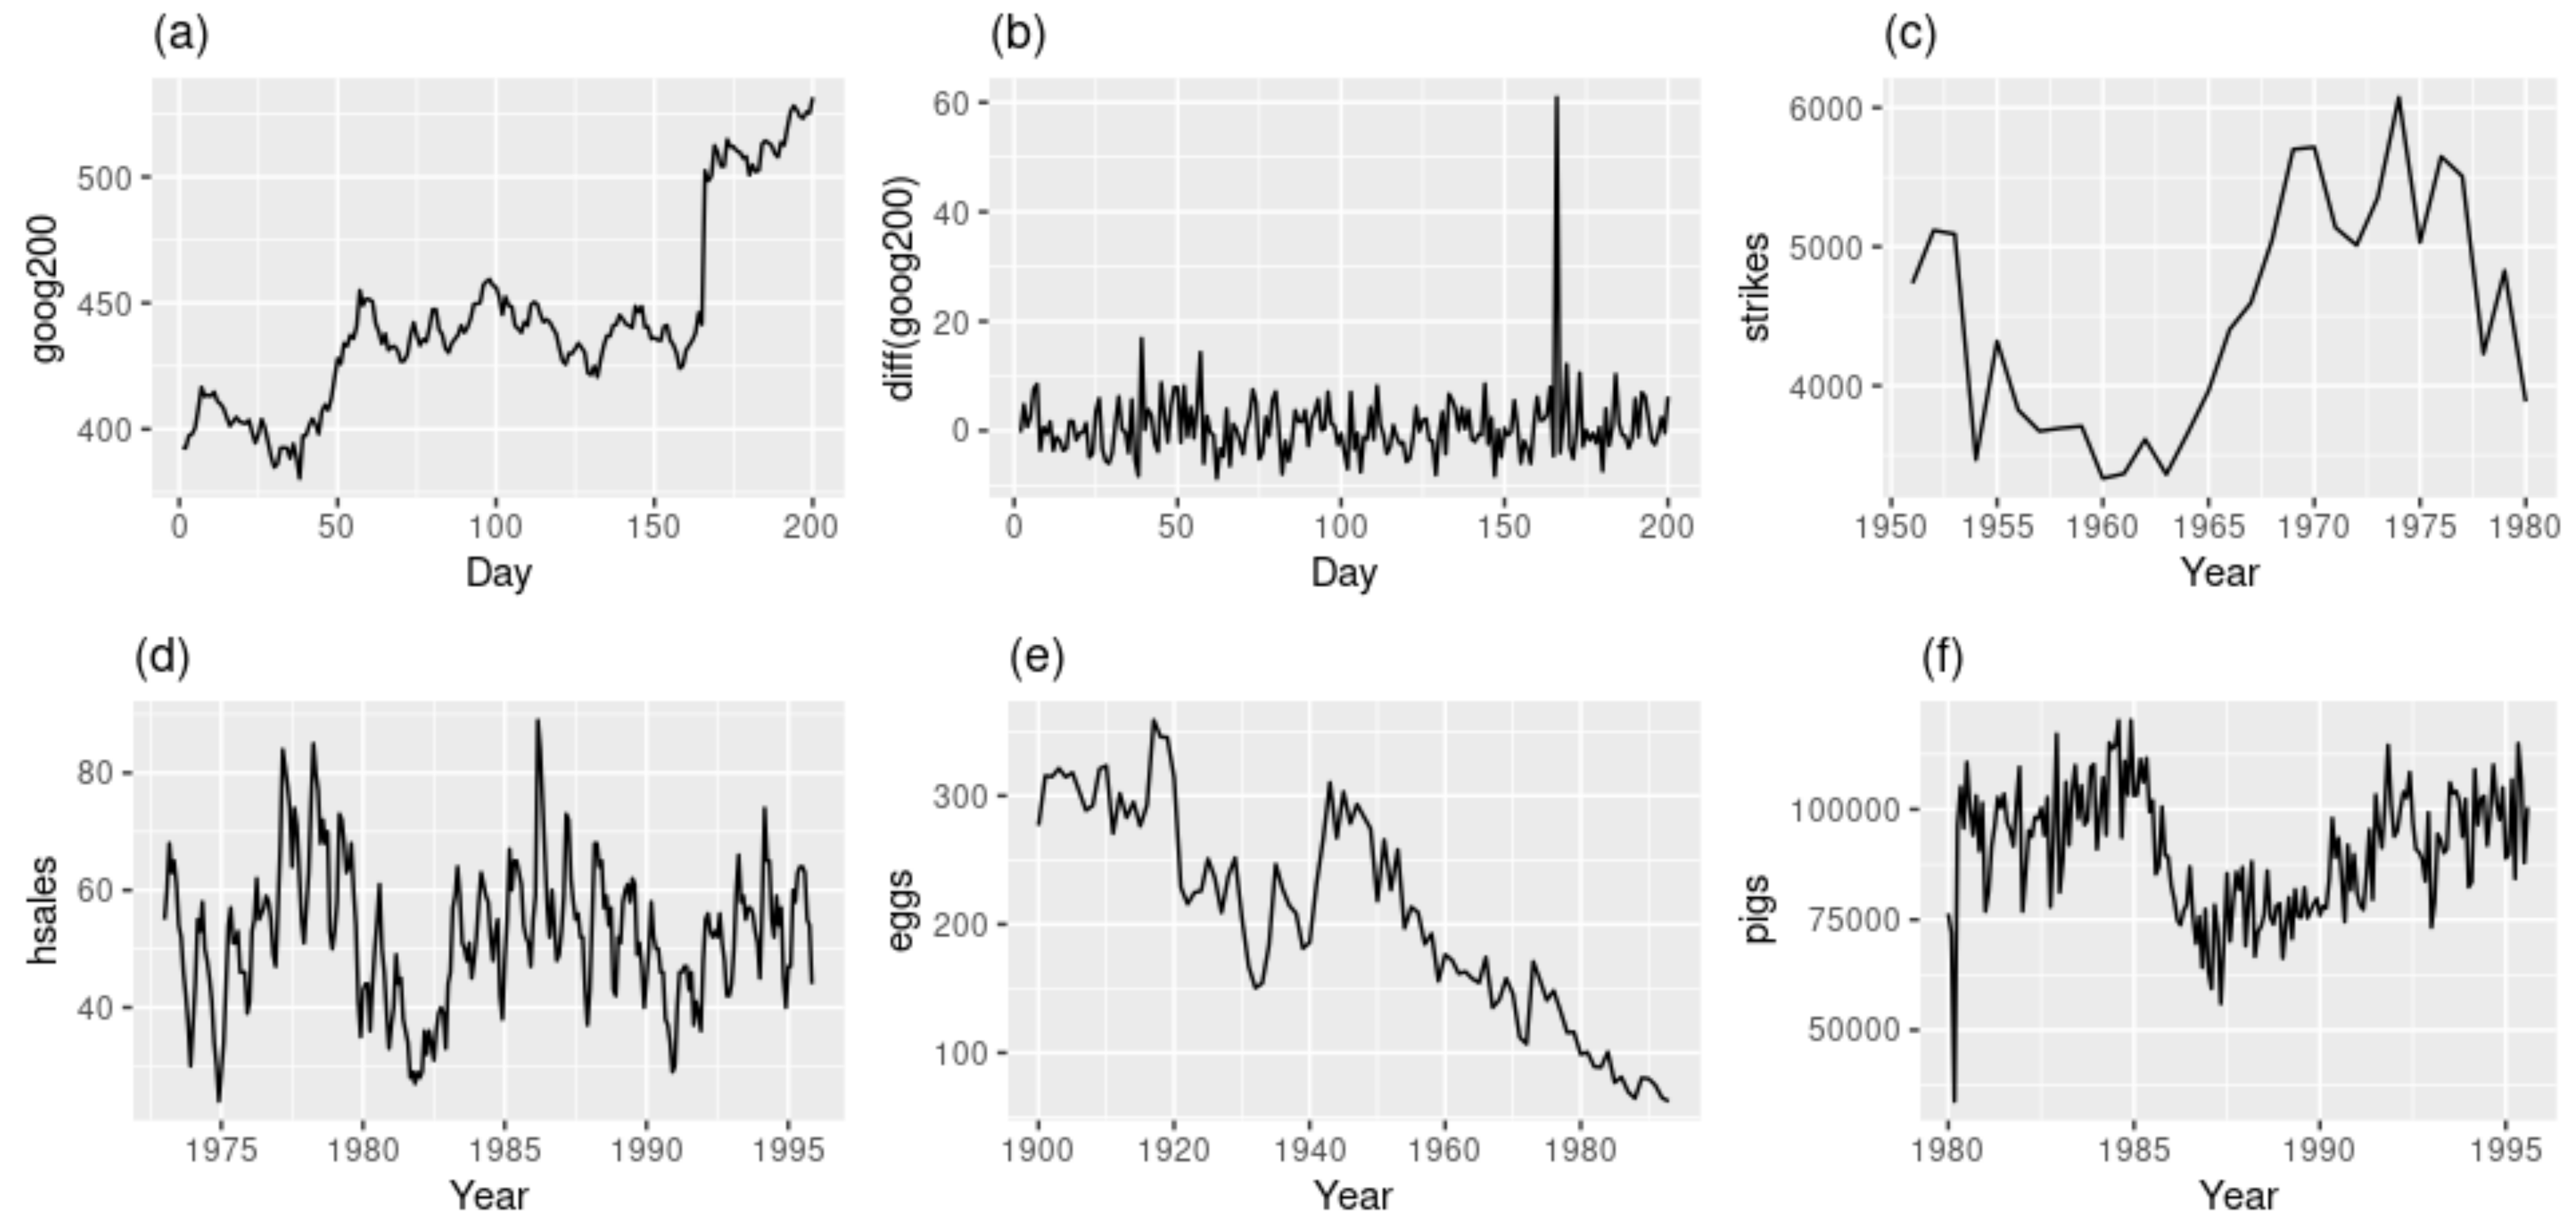 (a)
goog200
500
450
400
0 50 100 150 200
Day
(b)
diff(goog200)
60
40
20
0
0 50 100 150 200
Day
(c)
strikes
6000
5000
4000
1950 1955 1960 1965 1970 1975 1980
Year
(d)
hsales
80
60
40
1975 1980 1985 1990 1995
Year
(e)
eggs
300
200
100
1900 1920 1940 1960 1980
Year
(f)
pigs
100000
75000
50000
1980 1985 1990 1995
Year